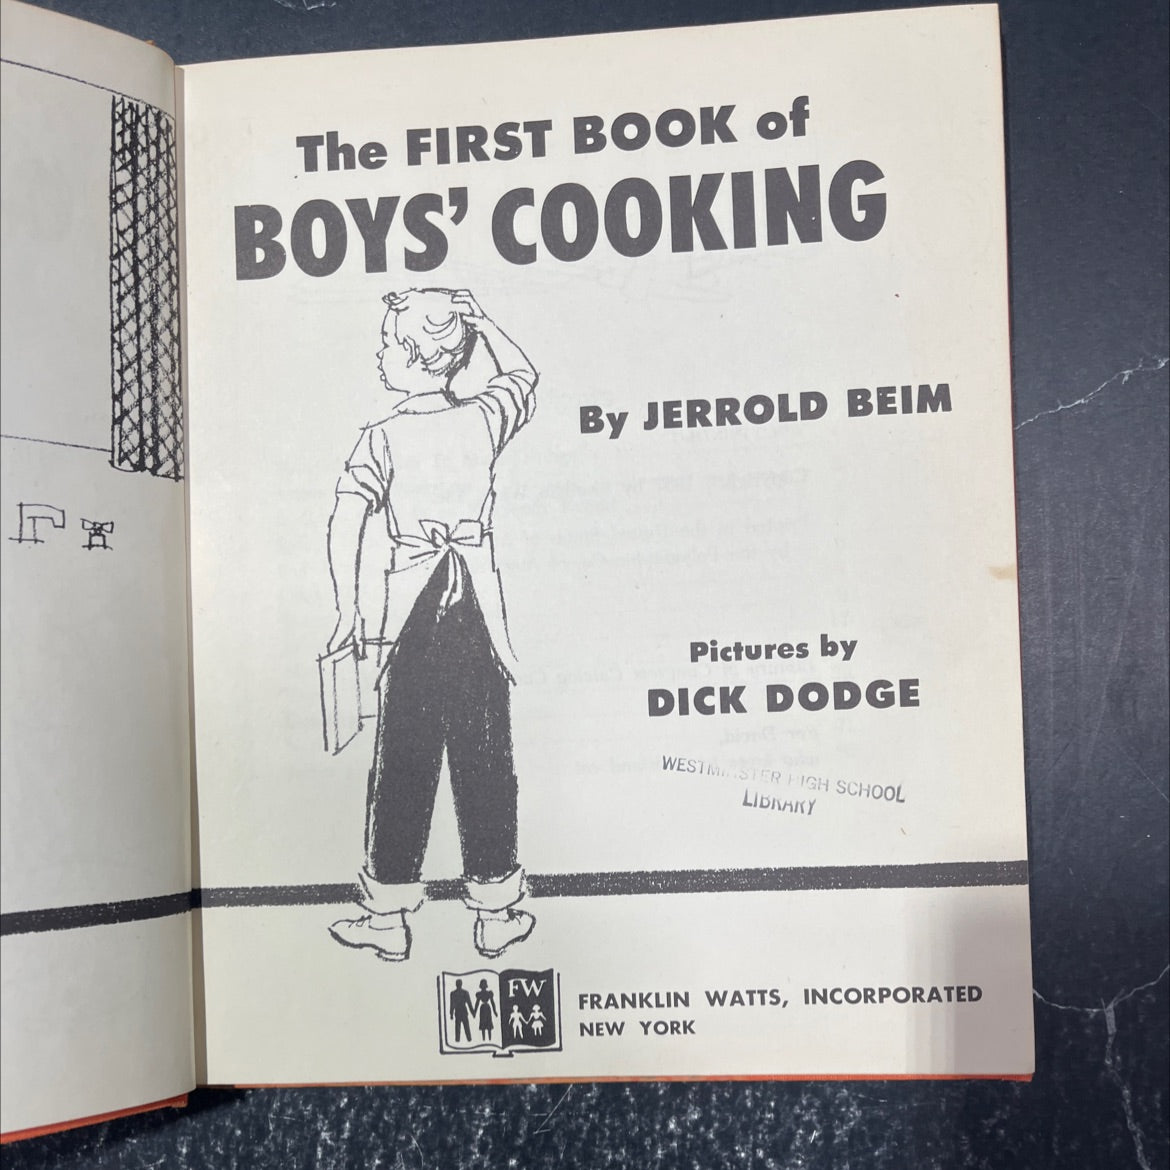 The FIRST BOOK of
BOYS' COOKING
By JERROLD BEIM
Pictures by
DICK DODGE
WESTMINSTER HIGH SCHOOL
LIBRARY
FW
FRANKLIN WATTS, INCORPORATED
NEW YORK